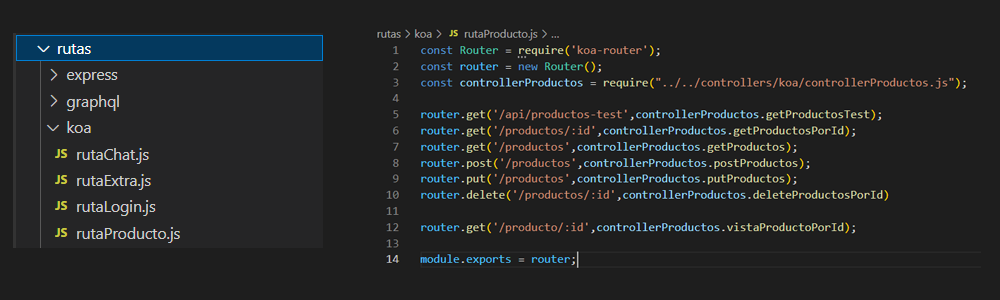 rutas
express
graphql
koa
JS rutaChat.js
JS rutaExtra.js
JS rutaLogin.js
JS rutaProducto.js
rutas > koa > JS rutaProducto.js > ...
1 const Router = require('koa-router');
2 const router = new Router();
3 const controllerProductos = require("../../controllers/koa/controllerProductos.js");
4
5 router.get('/api/productos-test',controllerProductos.getProductosTest);
6 router.get('/productos/:id',controllerProductos.getProductosPorId);
7 router.get('/productos',controllerProductos.getProductos);
8 router.post('/productos',controllerProductos.postProductos);
9 router.put('/productos',controllerProductos.putProductos);
10 router.delete('/productos/:id',controllerProductos.deleteProductosPorId)
11
12 router.get('/producto/:id',controllerProductos.vistaProductoPorId);
13
14 module.exports = router;